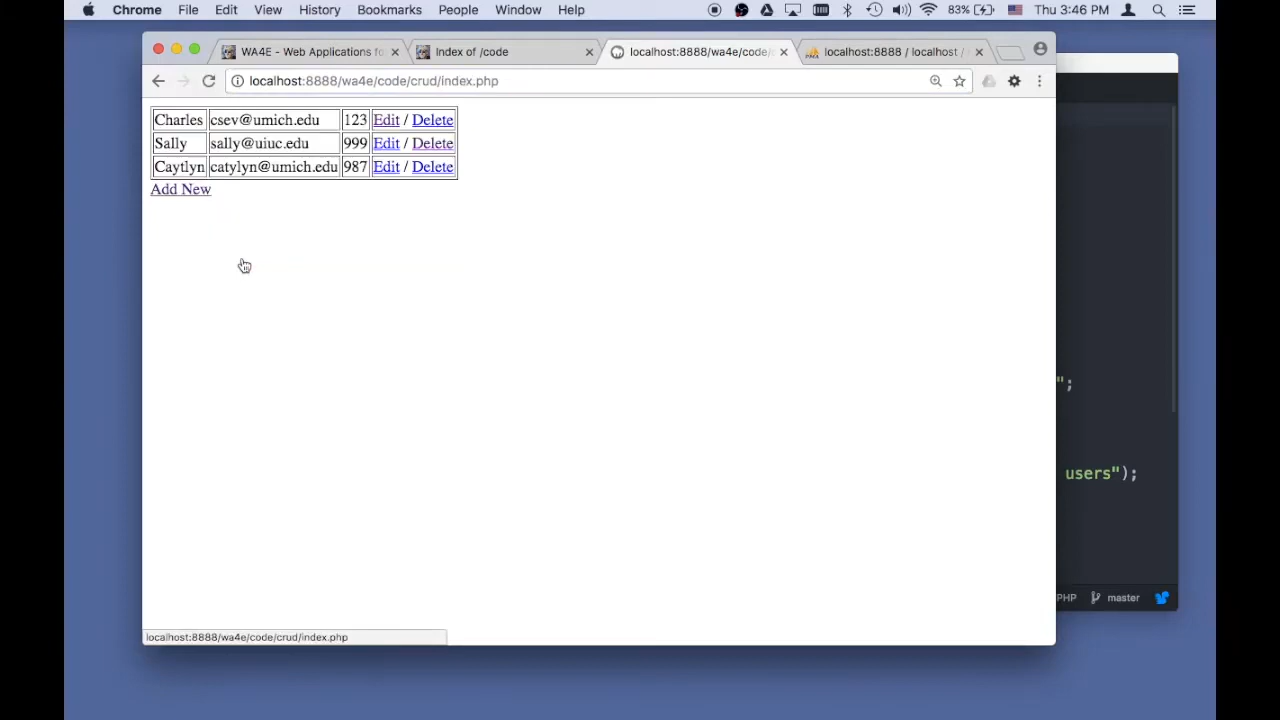 Chrome File Edit View History Bookmarks People Window Help 83% Thu 3:46 PM
WA4E - Web Applications fo Index of /code localhost:8888/wa4e/code/ localhost:8888 / localhost /
localhost:8888/wa4e/code/crud/index.php
Charles csev@umich.edu 123 Edit / Delete
Sally sally@uiuc.edu 999 Edit / Delete
Caytlyn catylyn@umich.edu 987 Edit / Delete
Add New
";
users");
PHP master
localhost:8888/wa4e/code/crud/index.php